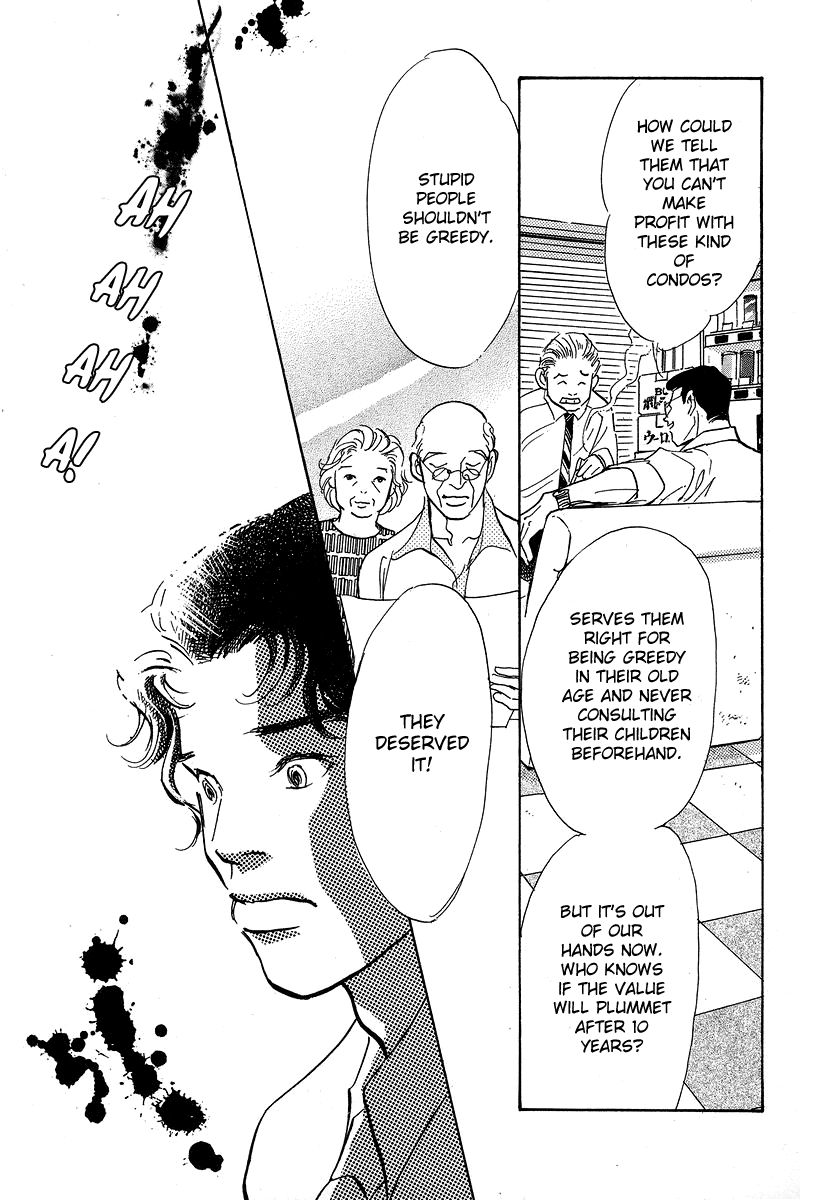 HOW COULD
WE TELL
THEM THAT
YOU CAN'T
MAKE
PROFIT WITH
THESE KIND
OF
CONDOS?
SERVES THEM
RIGHT FOR
BEING GREEDY
IN THEIR OLD
AGE AND NEVER
CONSULTING
THEIR CHILDREN
BEFOREHAND.
BUT IT'S OUT
OF OUR
HANDS NOW.
WHO KNOWS
IF THE VALUE
WILL PLUMMET
AFTER 10
YEARS?
STUPID
PEOPLE
SHOULDN'T
BE GREEDY.
THEY
DESERVED
IT!
AH
AH
AH
A!